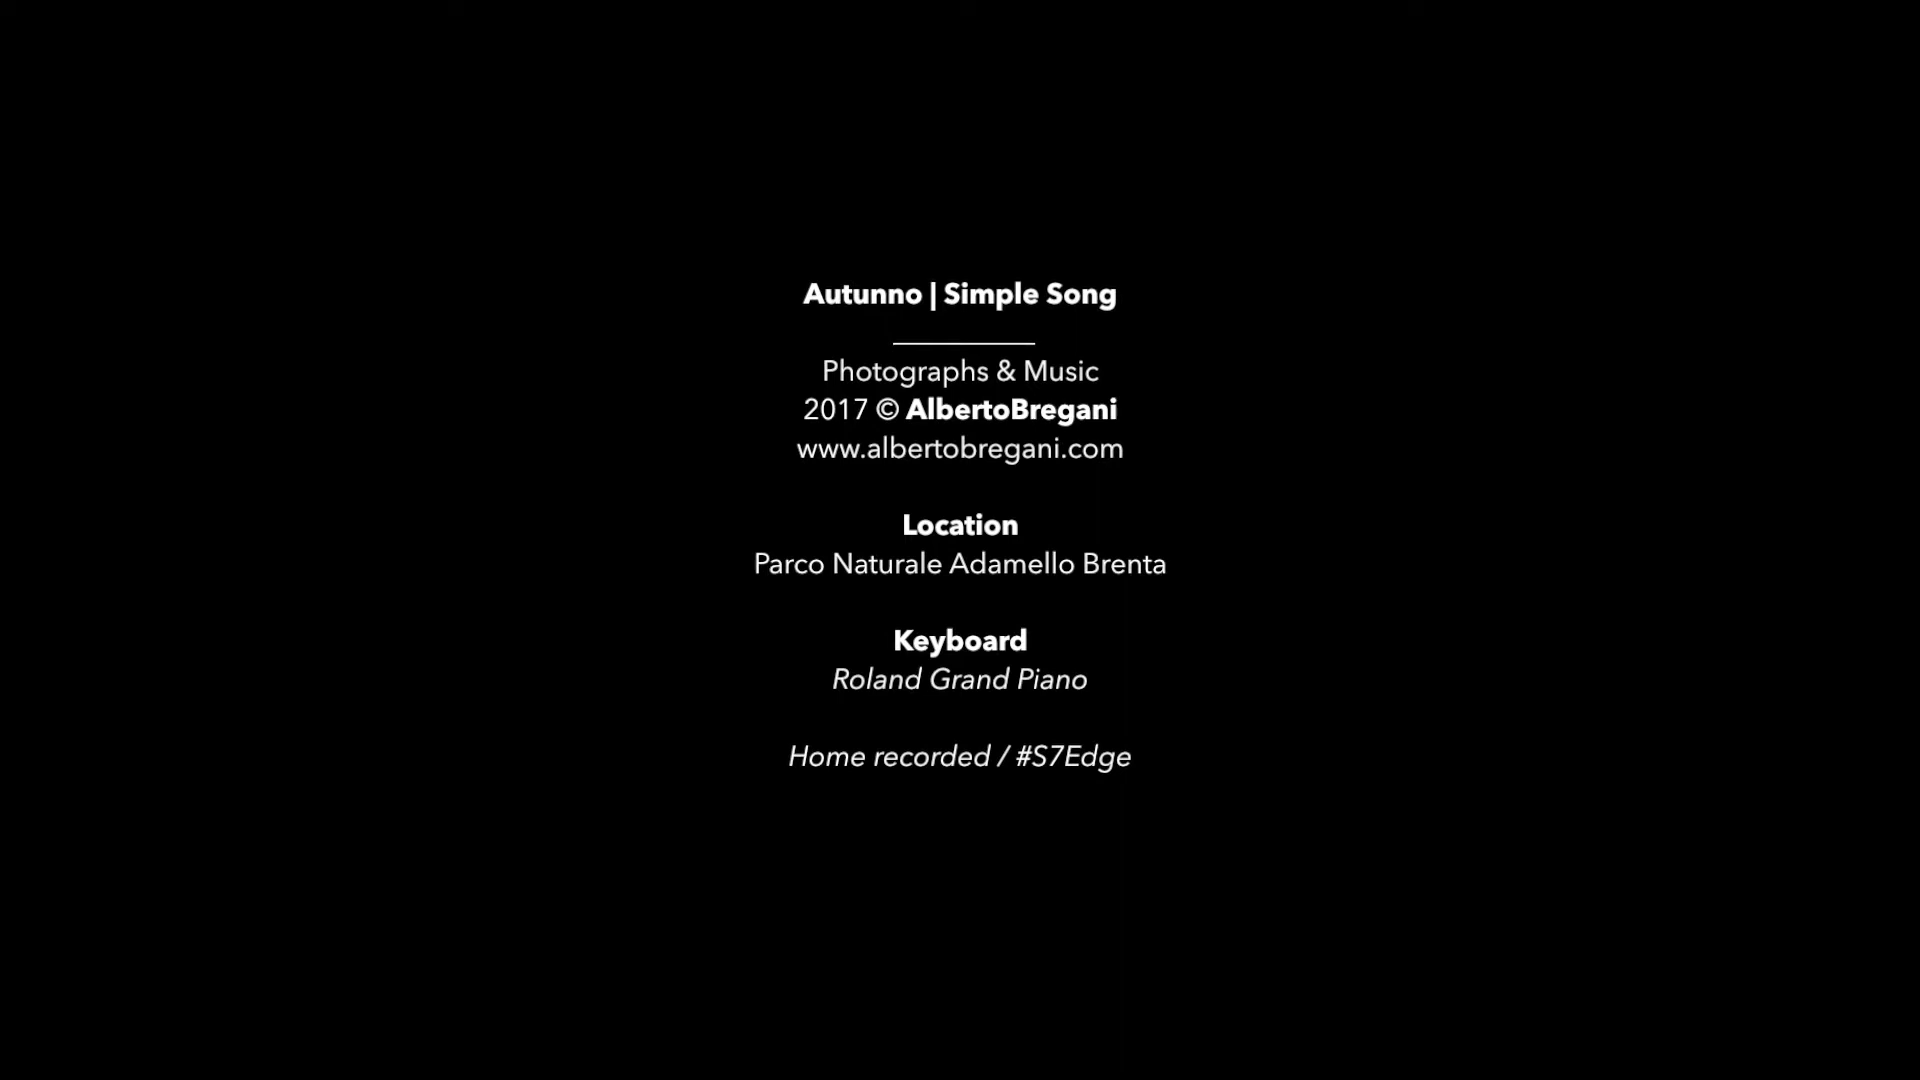 Autunno | Simple Song
Photographs & Music
2017 © AlbertoBregani
www.albertobregani.com
Location
Parco Naturale Adamello Brenta
Keyboard
Roland Grand Piano
Home recorded / #S7Edge